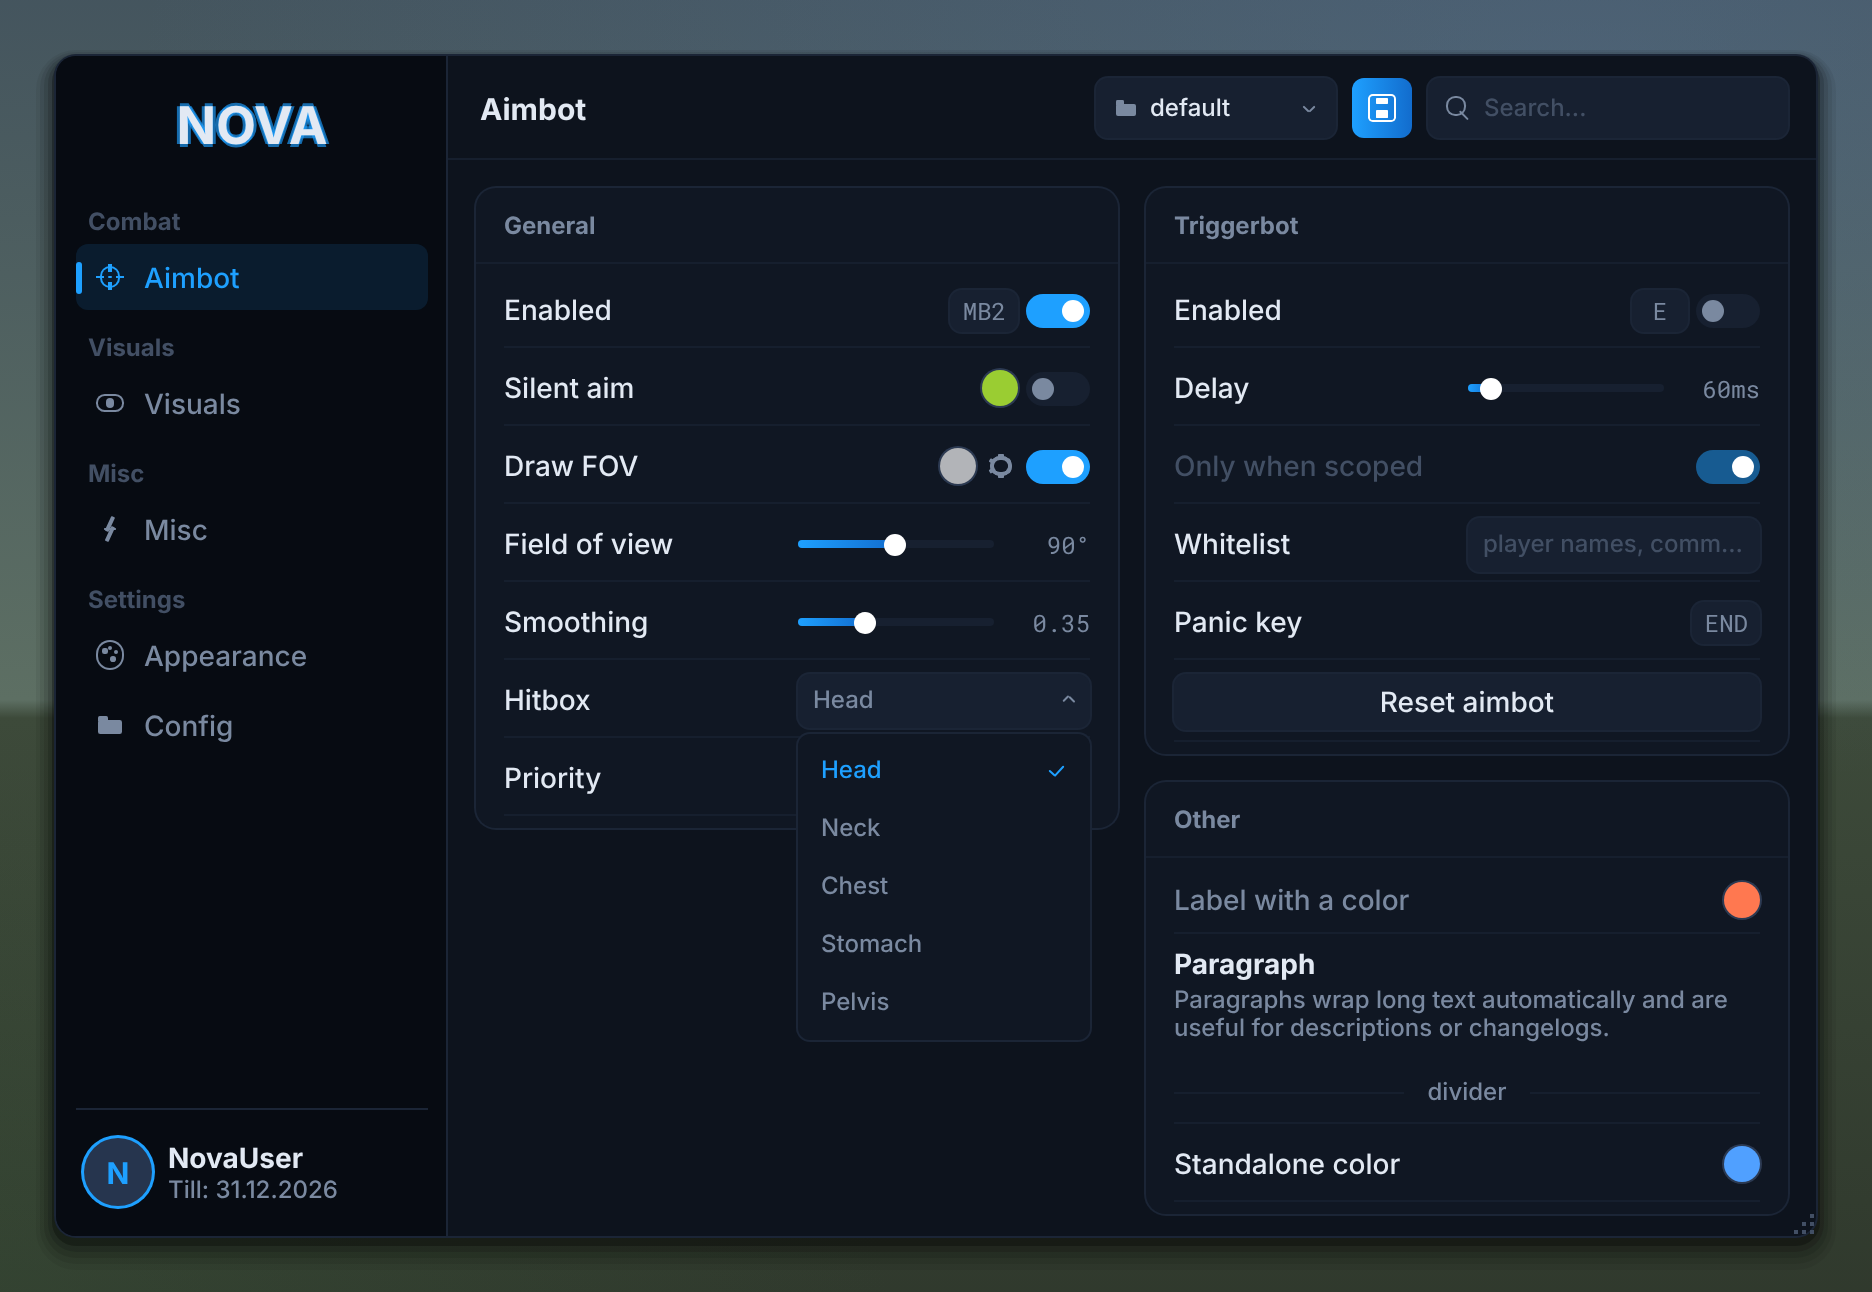 NOVA
Combat
Aimbot
Visuals
Visuals
Misc
Misc
Settings
Appearance
Config
N
NovaUser
Till: 31.12.2026
Aimbot
default
Search...
General
Enabled
MB2
Silent aim
Draw FOV
Field of view
90°
Smoothing
0.35
Hitbox
Head
Priority
Head
Neck
Chest
Stomach
Pelvis
Triggerbot
Enabled
E
Delay
60ms
Only when scoped
Whitelist
player names, comm...
Panic key
END
Reset aimbot
Other
Label with a color
Paragraph
Paragraphs wrap long text automatically and are
useful for descriptions or changelogs.
divider
Standalone color